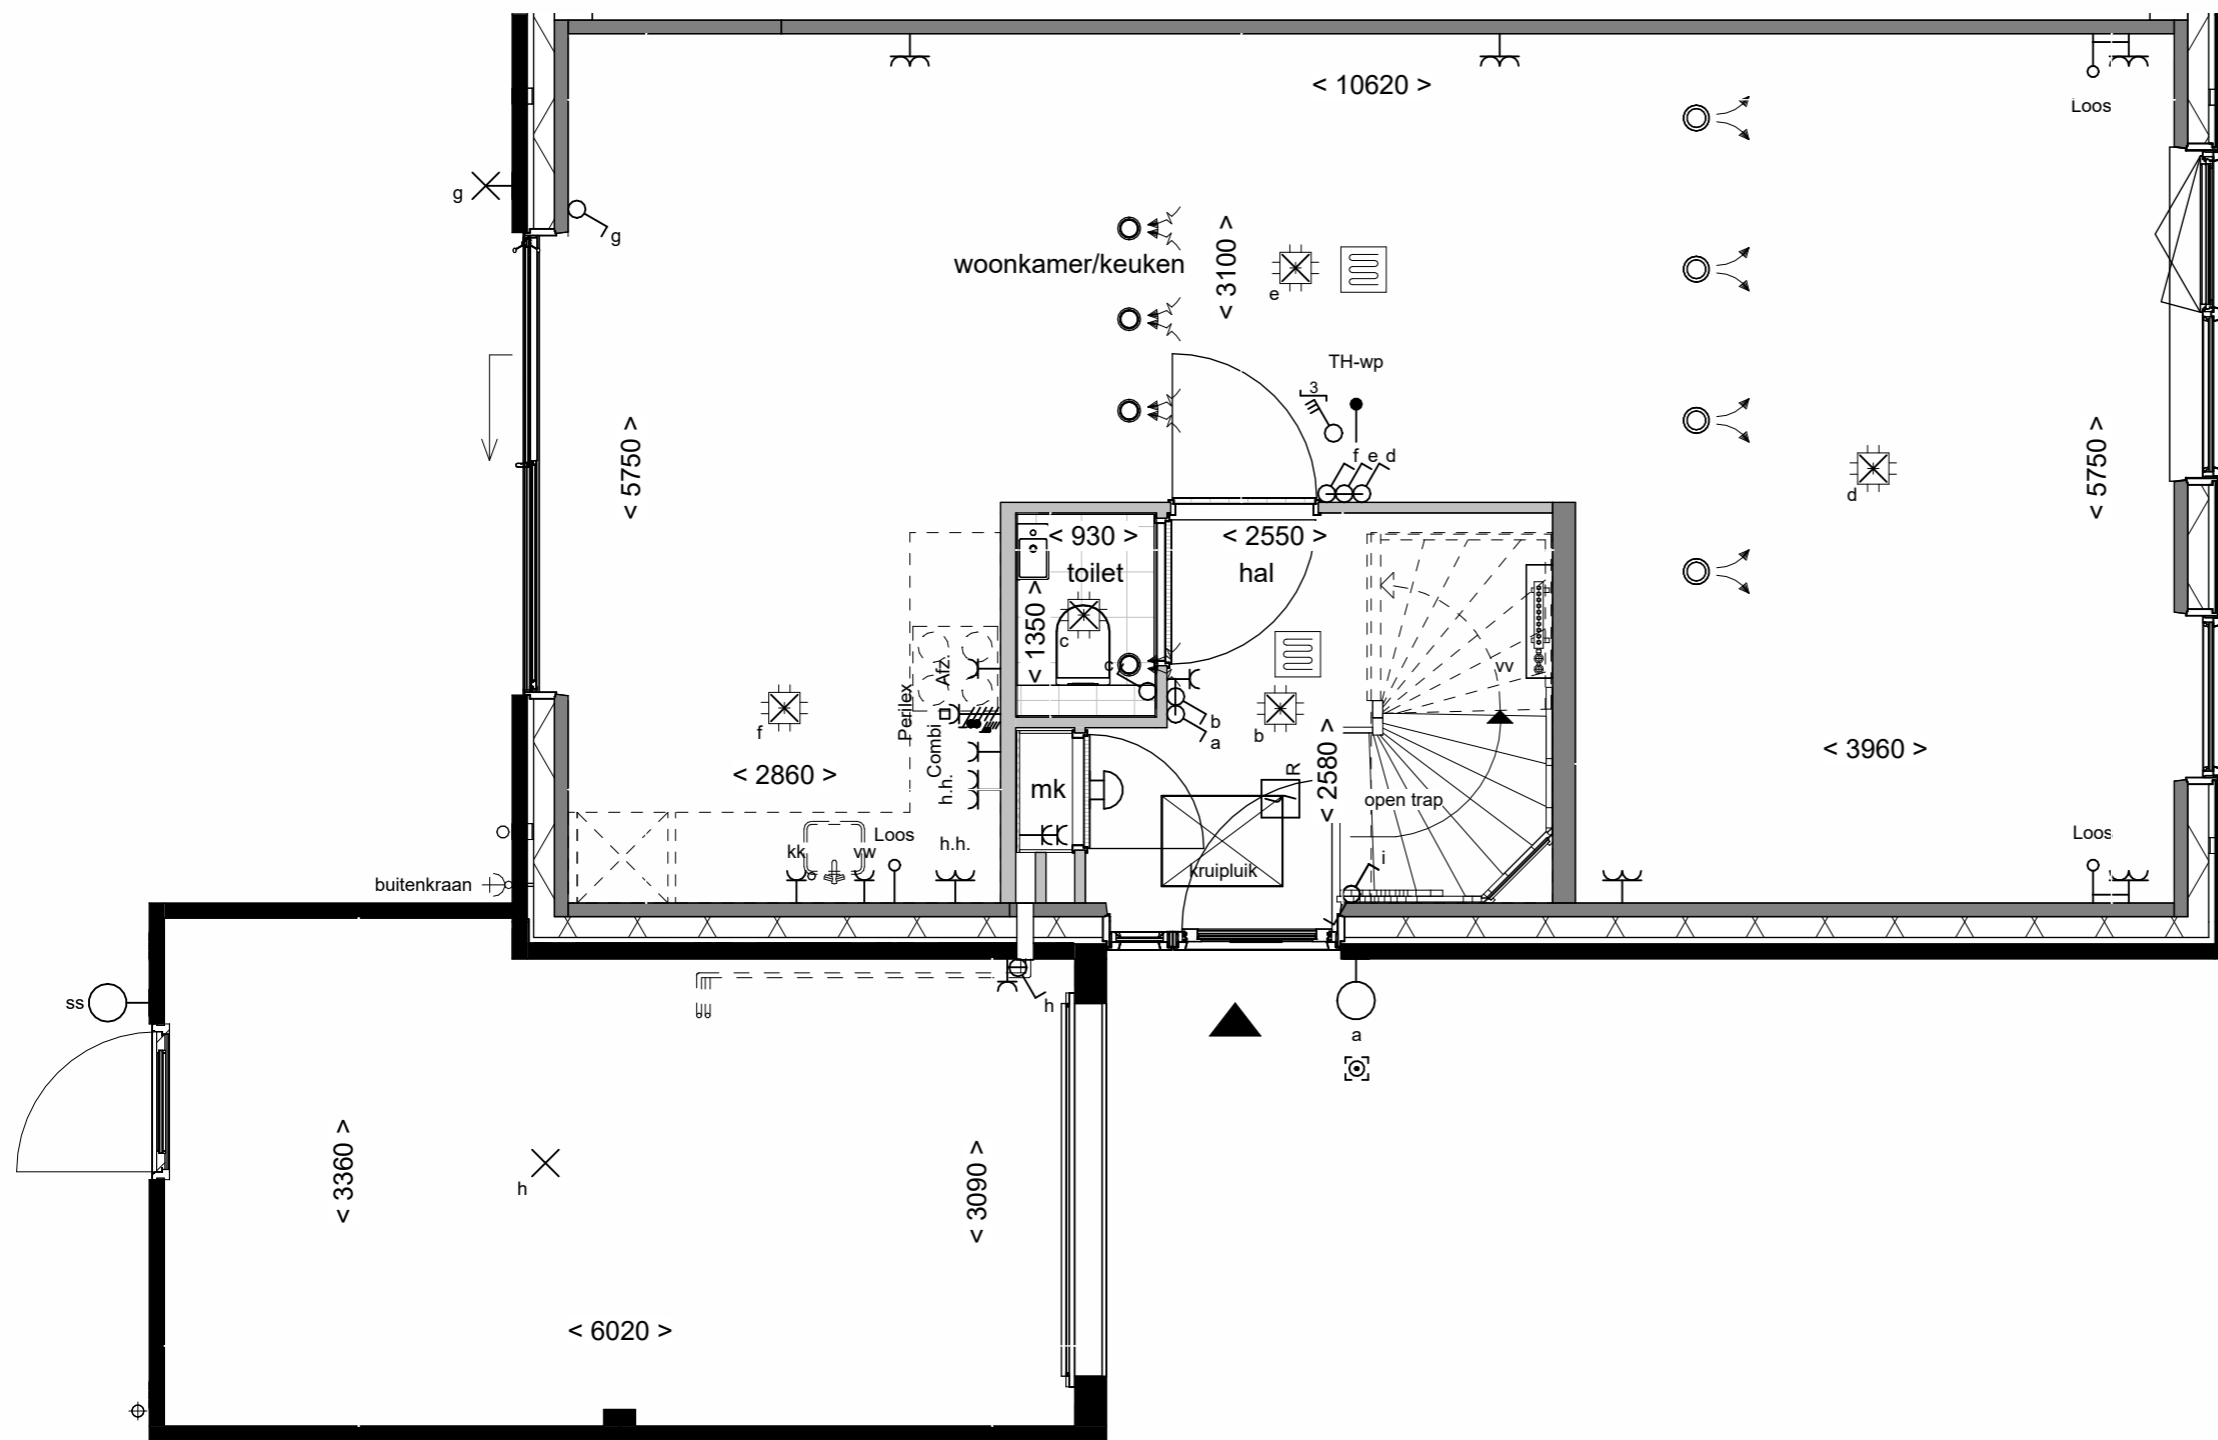 < 10620 >
Loos
g
g
woonkamer/keuken
< 3100 >
e
TH-wp
3
f e d
< 5750 >
d
< 5750 >
< 930 >
toilet
< 1350 >
c
c
< 2550 >
hal
vv
b
a
b
f
< 2860 >
Perilex
Afz.
Combi
h.h.
mk
R
< 2580 >
open trap
< 3960 >
kk
vw
Loos
h.h.
kruipluik
i
Loos
buitenkraan
ss
h
a
< 3360 >
h
< 3090 >
< 6020 >